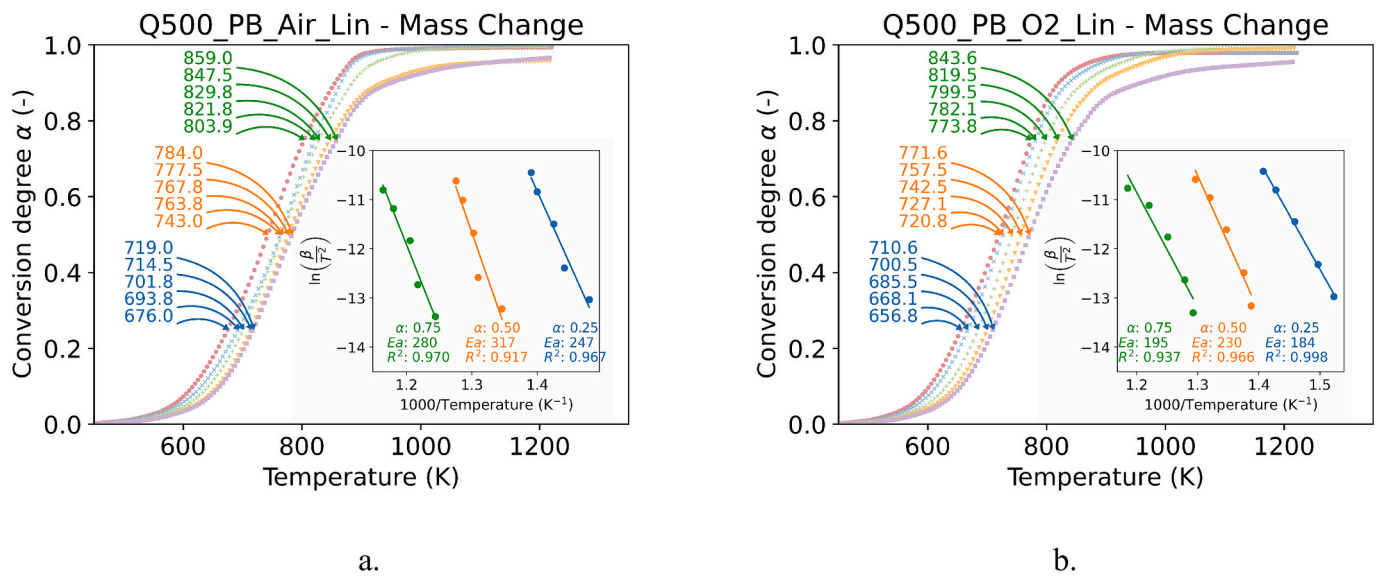 Q500_PB_Air_Lin - Mass Change
Conversion degree α (-)
1.0
0.8
0.6
0.4
0.2
0.0
859.0
847.5
829.8
821.8
803.9
784.0
777.5
767.8
763.8
743.0
719.0
714.5
701.8
693.8
676.0
ln(β/T²)
−10
−11
−12
−13
−14
α: 0.75
Ea: 280
R²: 0.970
α: 0.50
Ea: 317
R²: 0.917
α: 0.25
Ea: 247
R²: 0.967
1.2 1.3 1.4
1000/Temperature (K⁻¹)
600 800 1000 1200
Temperature (K)
a.
Q500_PB_O2_Lin - Mass Change
Conversion degree α (-)
1.0
0.8
0.6
0.4
0.2
0.0
843.6
819.5
799.5
782.1
773.8
771.6
757.5
742.5
727.1
720.8
710.6
700.5
685.5
668.1
656.8
ln(β/T²)
−10
−11
−12
−13
−14
α: 0.75
Ea: 195
R²: 0.937
α: 0.50
Ea: 230
R²: 0.966
α: 0.25
Ea: 184
R²: 0.998
1.2 1.3 1.4 1.5
1000/Temperature (K⁻¹)
600 800 1000 1200
Temperature (K)
b.